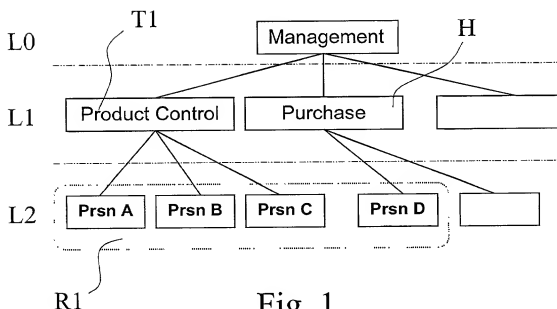 T1
H
L0
Management
L1
Product Control
Purchase
L2
Prsn A
Prsn B
Prsn C
Prsn D
R1
Fig. 1